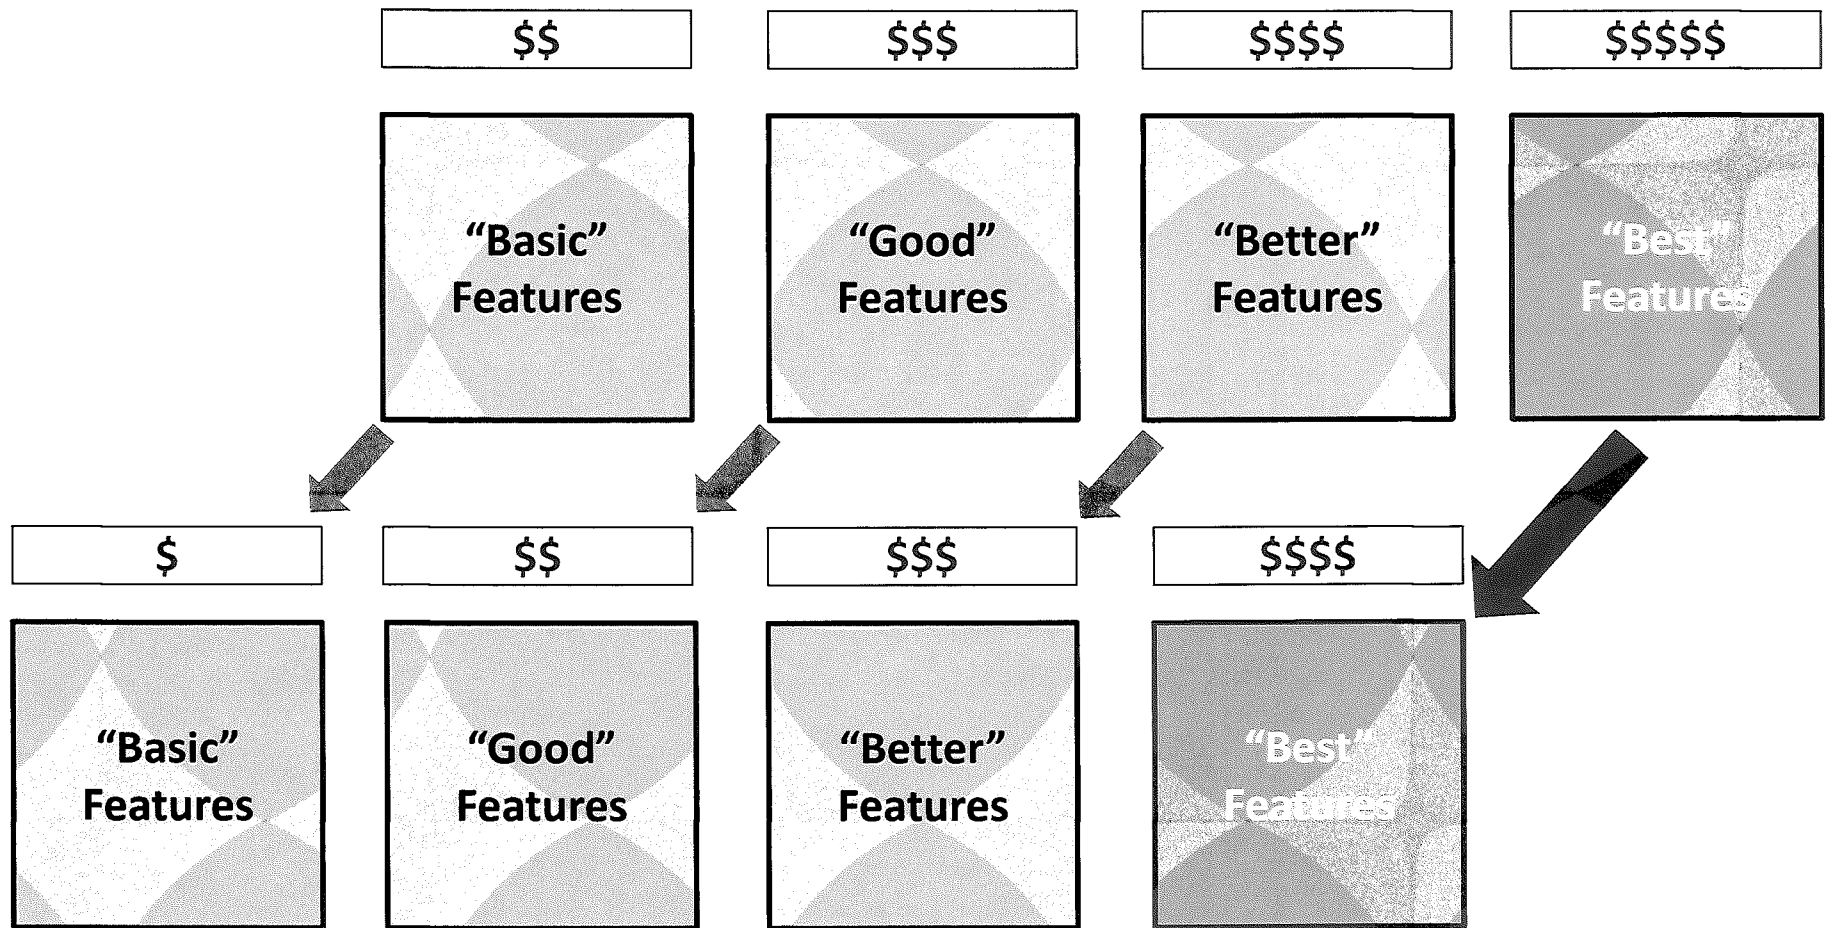 $$
$$$
$$$$
$$$$$
“Basic”
Features
“Good”
Features
“Better”
Features
“Best”
Features
$
$$
$$$
$$$$
“Basic”
Features
“Good”
Features
“Better”
Features
“Best”
Features